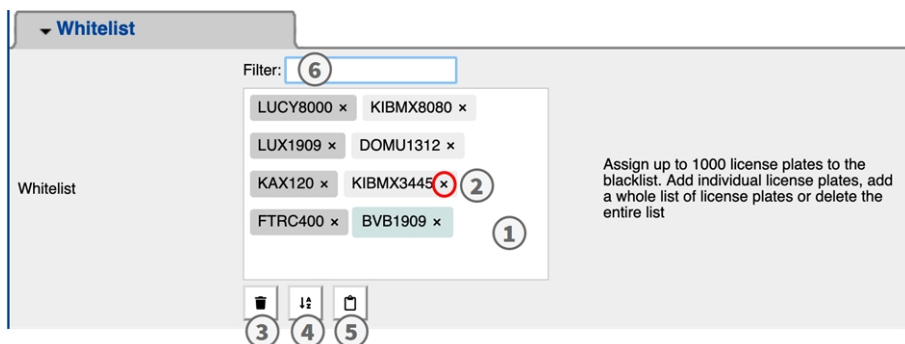 Whitelist
Filter: 6
LUCY8000 × KIBMX8080 ×
LUX1909 × DOMU1312 ×
KAX120 × KIBMX3445 × 2
FTRC400 × BVB1909 ×
1
Whitelist
Assign up to 1000 license plates to the
blacklist. Add individual license plates, add
a whole list of license plates or delete the
entire list
3 4 5